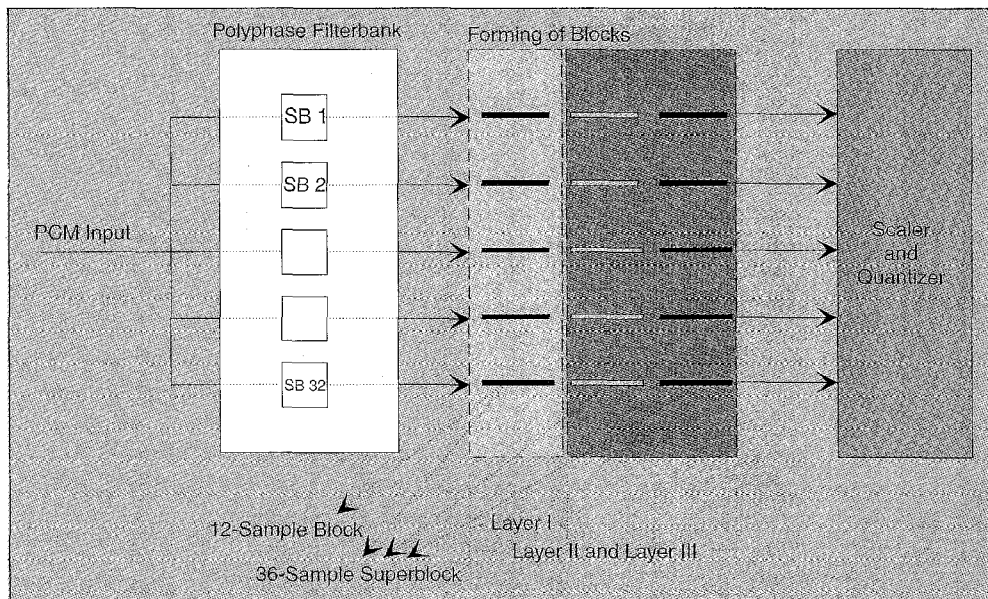 Polyphase Filterbank
Forming of Blocks
SB 1
SB 2
PCM Input
Scaler
and
Quantizer
SB 32
12-Sample Block
Layer I
Layer II and Layer III
36-Sample Superblock